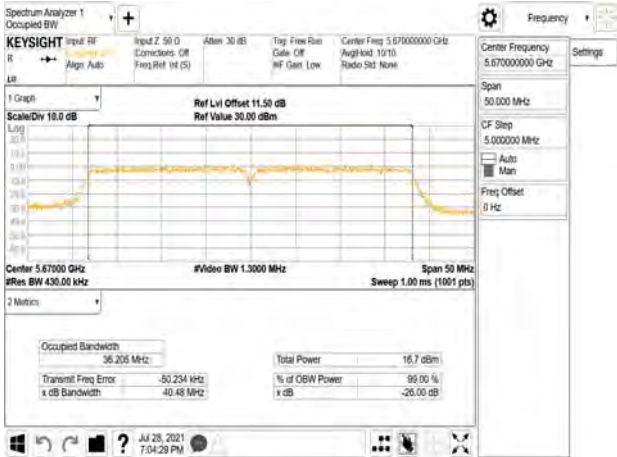 Spectrum Analyzer 1
Occupied BW
Frequency
KEYSIGHT
Input: RF
Input Z: 50 Ω
Atten: 30 dB
Trig: Free Run
Center Freq: 5.670000000 GHz
R
Corrections: Off
Gate: Off
Avg|Hold: 10/10
Align: Auto
Freq Ref: Int (S)
#IF Gain: Low
Radio Std: None
Center Frequency
5.670000000 GHz
Settings
Span
50.000 MHz
CF Step
5.000000 MHz
Auto
Man
Freq Offset
0 Hz
1 Graph
Ref Lvl Offset 11.50 dB
Scale/Div 10.0 dB
Ref Value 30.00 dBm
Log
Center 5.67000 GHz
#Video BW 1.3000 MHz
Span 50 MHz
#Res BW 430.00 kHz
Sweep 1.00 ms (1001 pts)
2 Metrics
Occupied Bandwidth
36.205 MHz
Total Power
16.7 dBm
Transmit Freq Error
-50.234 kHz
% of OBW Power
99.00 %
x dB Bandwidth
40.48 MHz
x dB
-26.00 dB
?
Jul 28, 2021
7:04:29 PM